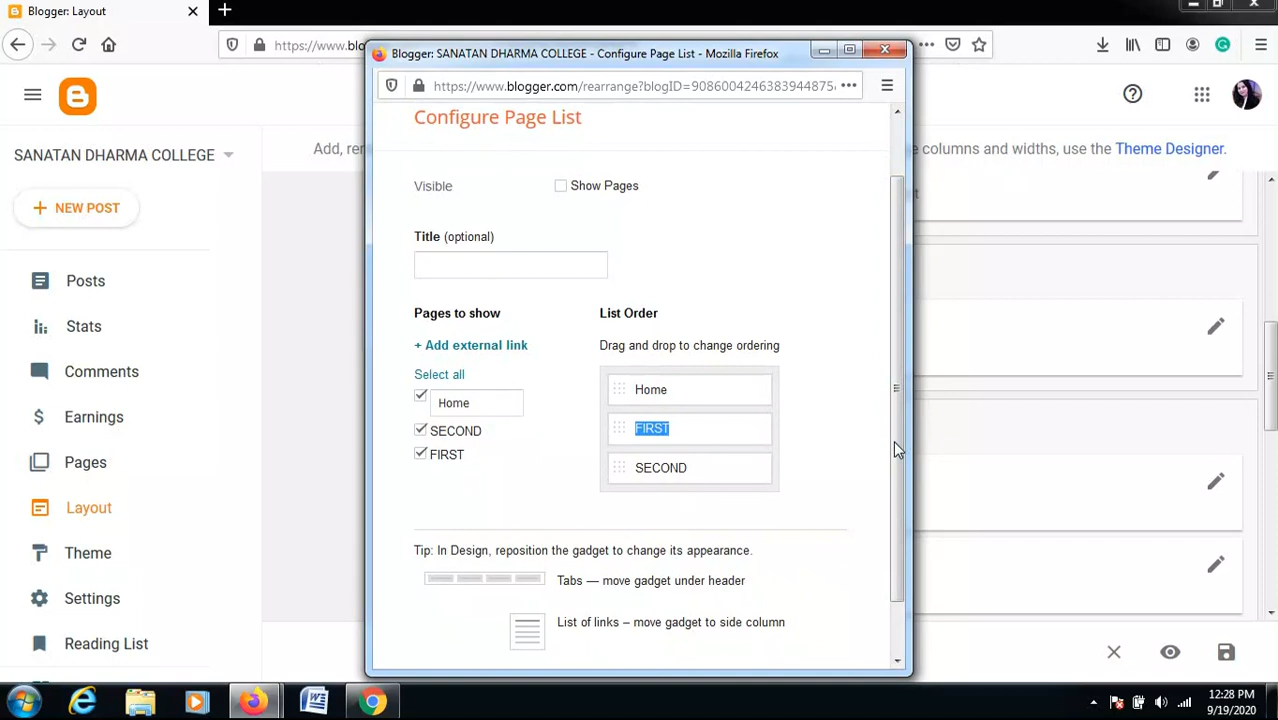 Blogger: Layout
https://www.blo
Blogger: SANATAN DHARMA COLLEGE - Configure Page List - Mozilla Firefox
https://www.blogger.com/rearrange?blogID=9086004246383944875
SANATAN DHARMA COLLEGE
NEW POST
Posts
Stats
Comments
Earnings
Pages
Layout
Theme
Settings
Reading List
Add, re
e columns and widths, use the Theme Designer.
Configure Page List
Visible
Show Pages
Title (optional)
Pages to show
+ Add external link
Select all
Home
SECOND
FIRST
List Order
Drag and drop to change ordering
Home
FIRST
SECOND
Tip: In Design, reposition the gadget to change its appearance.
Tabs — move gadget under header
List of links – move gadget to side column
12:28 PM
9/19/2020